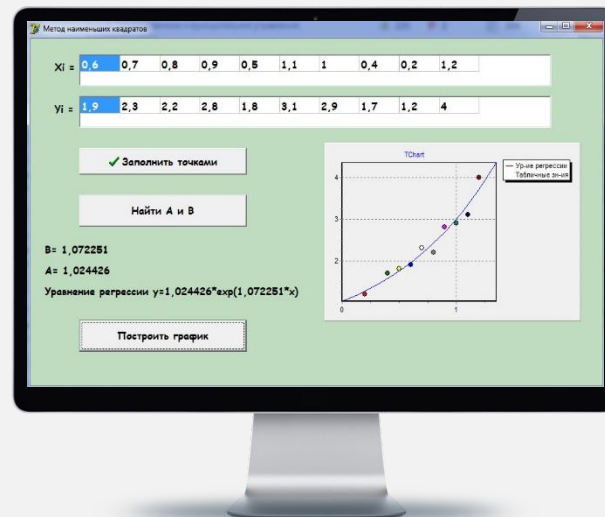 Метод наименьших квадратов
Xi = 0,6 0,7 0,8 0,9 0,5 1,1 1 0,4 0,2 1,2
Yi = 1,9 2,3 2,2 2,8 1,8 3,1 2,9 1,7 1,2 4
Заполнить точками
Найти A и B
B= 1,072251
A= 1,024426
Уравнение регрессии y=1,024426*exp(1,072251*x)
Построить график
TChart
Ур-ие регрессии
Табличные зн-ия
4
3
2
0 1